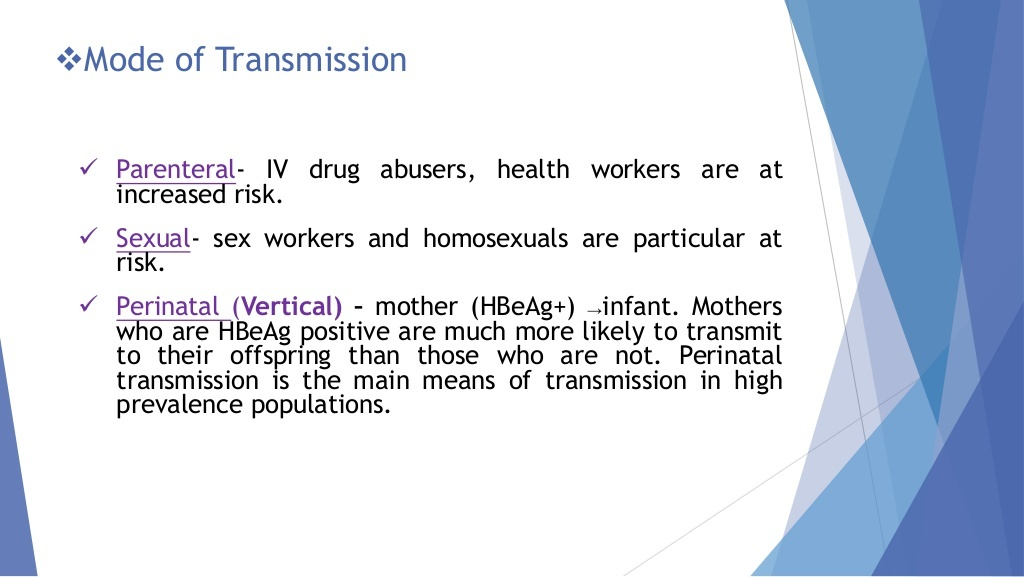 ❖Mode of Transmission
✓ Parenteral- IV drug abusers, health workers are at
increased risk.
✓ Sexual- sex workers and homosexuals are particular at
risk.
✓ Perinatal (Vertical) – mother (HBeAg+) →infant. Mothers
who are HBeAg positive are much more likely to transmit
to their offspring than those who are not. Perinatal
transmission is the main means of transmission in high
prevalence populations.